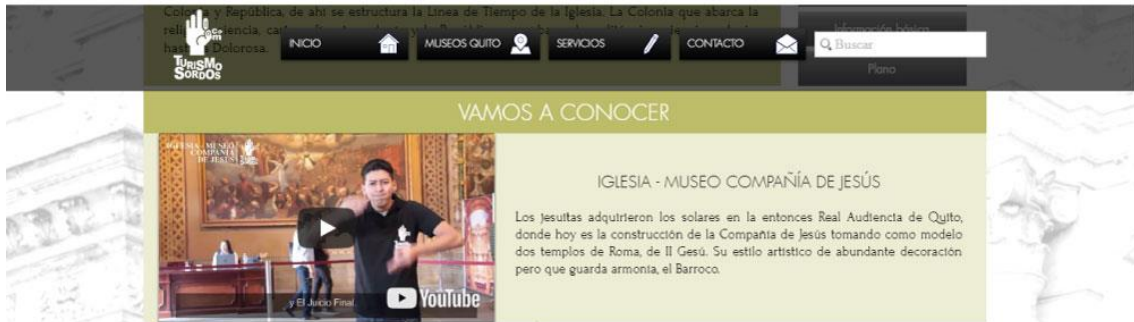 Colonia y República, de ahí se estructura la Línea de Tiempo de la Iglesia. La Colonia que abarca la
hasta Dolorosa.
INICIO
MUSEOS QUITO
SERVICIOS
CONTACTO
Buscar
Información básica
Plano
.com
TURISMO
SORDOS
VAMOS A CONOCER
IGLESIA - MUSEO
COMPAÑÍA
DE JESÚS
y El Juicio Final.
YouTube
IGLESIA - MUSEO COMPAÑÍA DE JESÚS
Los jesuitas adquirieron los solares en la entonces Real Audiencia de Quito,
donde hoy es la construcción de la Compañía de Jesús tomando como modelo
dos templos de Roma, de II Gesú. Su estilo artístico de abundante decoración
pero que guarda armonía, el Barroco.